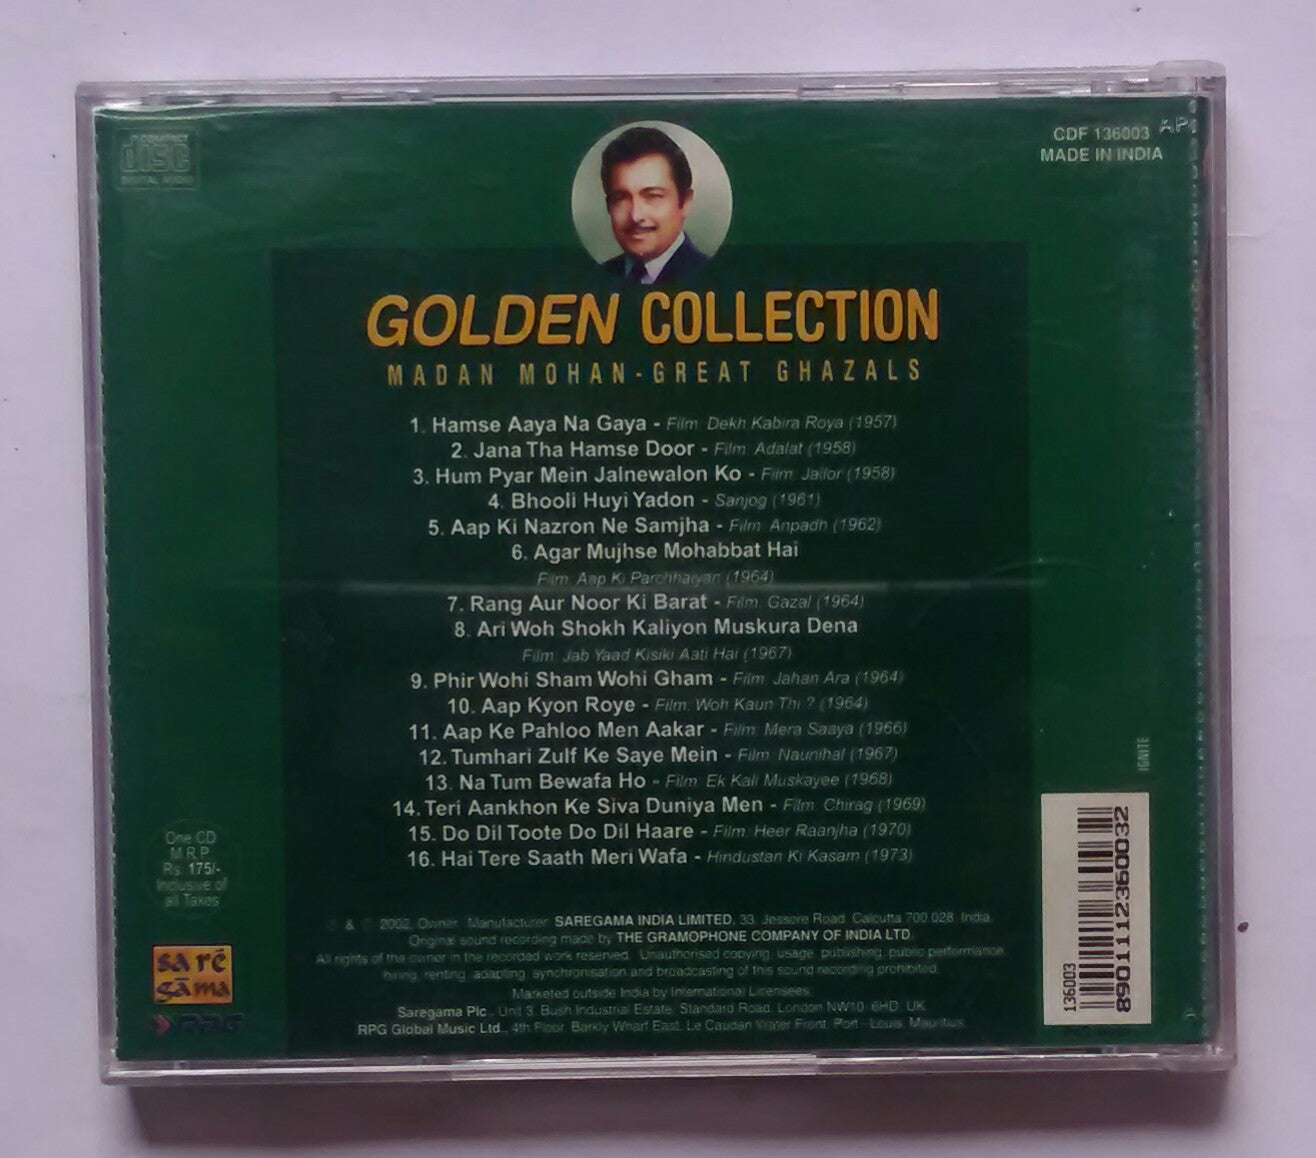 COMPACT
disc
DIGITAL AUDIO
CDF 136003 AP
MADE IN INDIA
GOLDEN COLLECTION
MADAN MOHAN - GREAT GHAZALS
1. Hamse Aaya Na Gaya - Film: Dekh Kabira Roya (1957)
2. Jana Tha Hamse Door - Film: Adalat (1958)
3. Hum Pyar Mein Jalnewalon Ko - Film: Jailor (1958)
4. Bhooli Huyi Yadon - Sanjog (1961)
5. Aap Ki Nazron Ne Samjha - Film: Anpadh (1962)
6. Agar Mujhse Mohabbat Hai
Film: Aap Ki Parchhaiyan (1964)
7. Rang Aur Noor Ki Barat - Film: Gazal (1964)
8. Ari Woh Shokh Kaliyon Muskura Dena
Film: Jab Yaad Kisiki Aati Hai (1967)
9. Phir Wohi Sham Wohi Gham - Film: Jahan Ara (1964)
10. Aap Kyon Roye - Film: Woh Kaun Thi ? (1964)
11. Aap Ke Pahloo Men Aakar - Film: Mera Saaya (1966)
12. Tumhari Zulf Ke Saye Mein - Film: Naunihal (1967)
13. Na Tum Bewafa Ho - Film: Ek Kali Muskayee (1968)
14. Teri Aankhon Ke Siva Duniya Men - Film: Chirag (1969)
15. Do Dil Toote Do Dil Haare - Film: Heer Raanjha (1970)
16. Hai Tere Saath Meri Wafa - Hindustan Ki Kasam (1973)
One CD
M.R.P.
Rs. 175/-
Inclusive of
all Takes
℗ & © 2002, Owner, Manufacturer: SAREGAMA INDIA LIMITED, 33, Jessore Road, Calcutta 700 028, India.
Original sound recording made by THE GRAMOPHONE COMPANY OF INDIA LTD.
All rights of the owner in the recorded work reserved. Unauthorised copying, usage, publishing, public performance,
hiring, renting, adapting, synchronisation and broadcasting of this sound recording prohibited.
Marketed outside India by International Licensees:
Saregama Plc., Unit 3, Bush Industrial Estate, Standard Road, London NW10 6HD, UK.
RPG Global Music Ltd., 4th Floor, Barkly Wharf East, Le Caudan Water Front, Port - Louis, Mauritius.
sa re
gama
RPG
IGNITE
136003
89011112360032